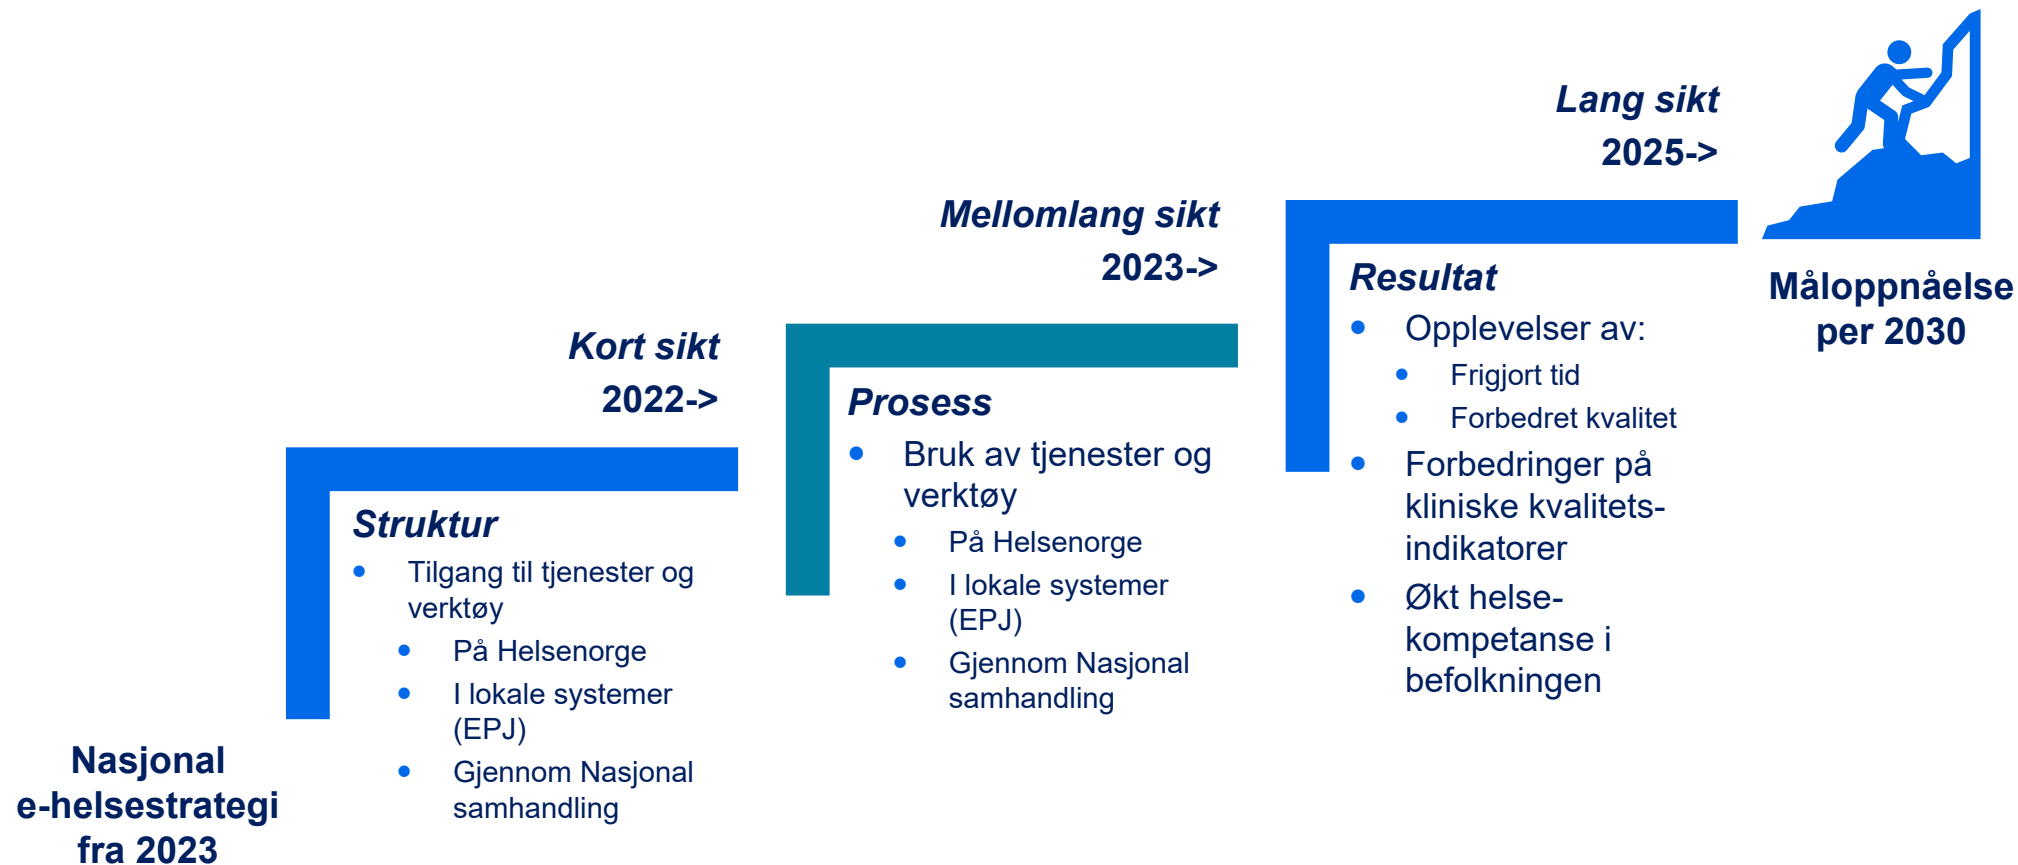 Nasjonal
e-helsestrategi
fra 2023
Kort sikt
2022->
Struktur
Tilgang til tjenester og
verktøy
På Helsenorge
I lokale systemer
(EPJ)
Gjennom Nasjonal
samhandling
Mellomlang sikt
2023->
Prosess
Bruk av tjenester og
verktøy
På Helsenorge
I lokale systemer
(EPJ)
Gjennom Nasjonal
samhandling
Lang sikt
2025->
Resultat
Opplevelser av:
Frigjort tid
Forbedret kvalitet
Forbedringer på
kliniske kvalitets-
indikatorer
Økt helse-
kompetanse i
befolkningen
Måloppnåelse
per 2030